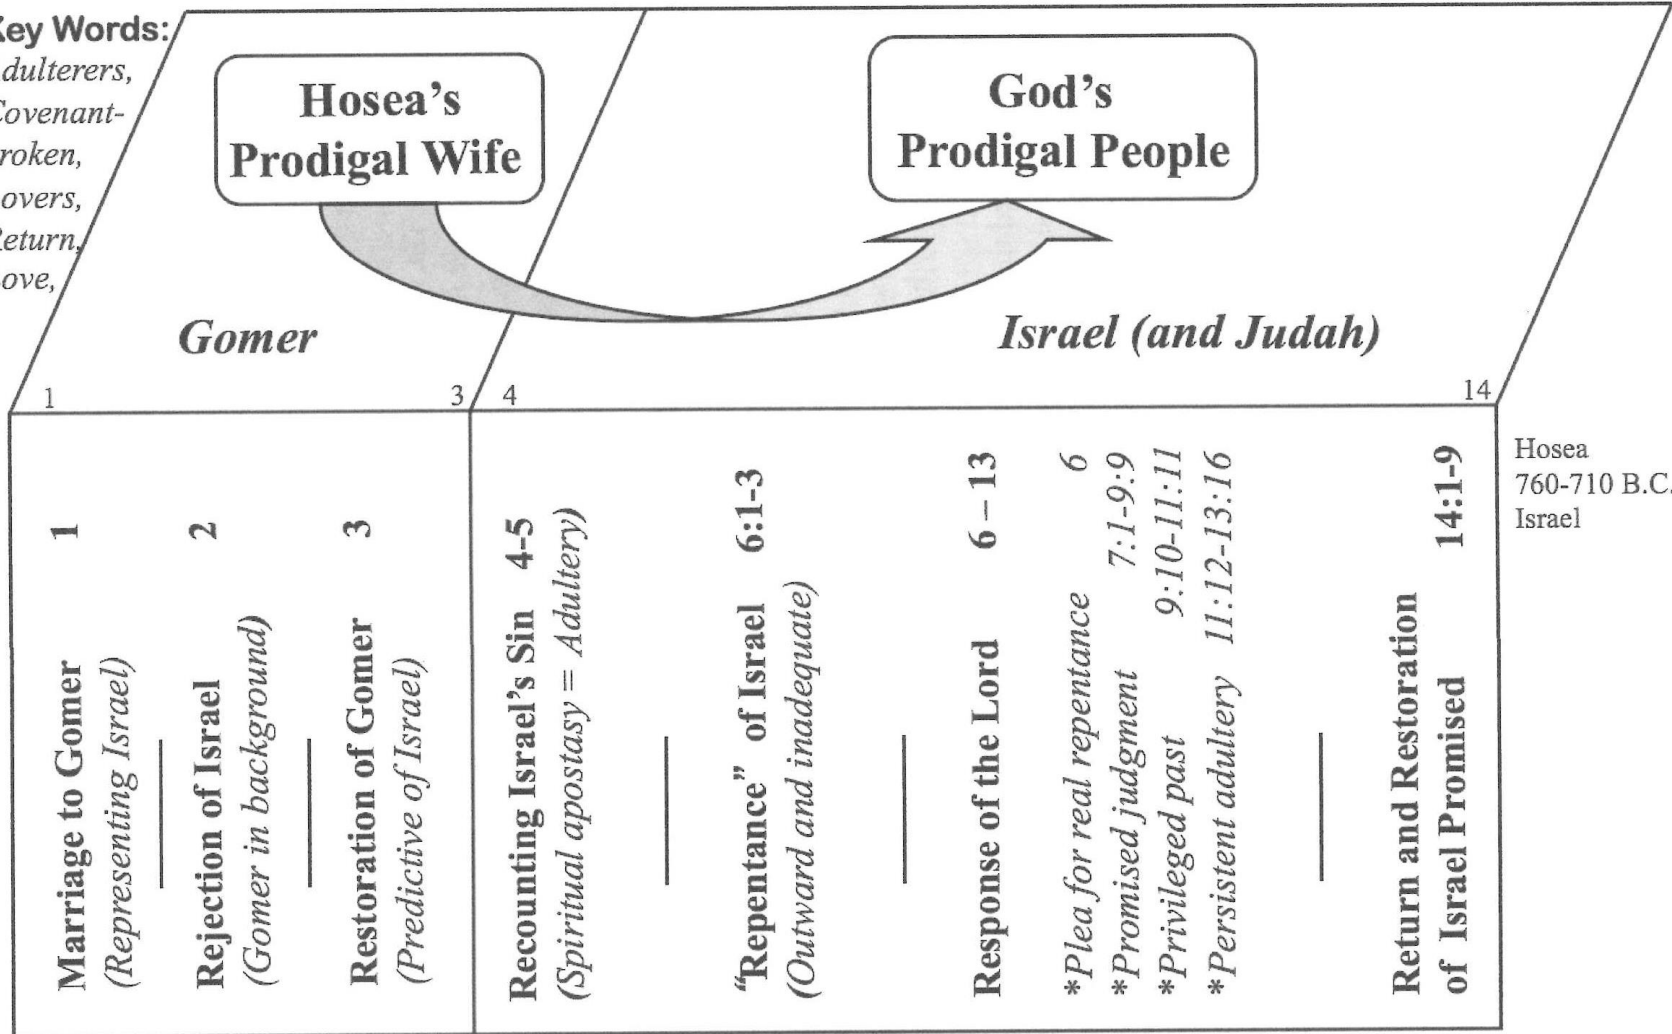 Key Words:
dulterers,
Covenant-
roken,
overs,
Return,
ove,
Hosea's
Prodigal Wife
God's
Prodigal People
Gomer
Israel (and Judah)
1
3
4
14
Marriage to Gomer 1
(Representing Israel)
Rejection of Israel 2
(Gomer in background)
Restoration of Gomer 3
(Predictive of Israel)
Recounting Israel's Sin 4-5
(Spiritual apostasy = Adultery)
“Repentance” of Israel 6:1-3
(Outward and inadequate)
Response of the Lord 6 – 13
*Plea for real repentance 6
*Promised judgment 7:1-9:9
*Privileged past 9:10-11:11
*Persistent adultery 11:12-13:16
Return and Restoration
of Israel Promised 14:1-9
Hosea
760-710 B.C.
Israel